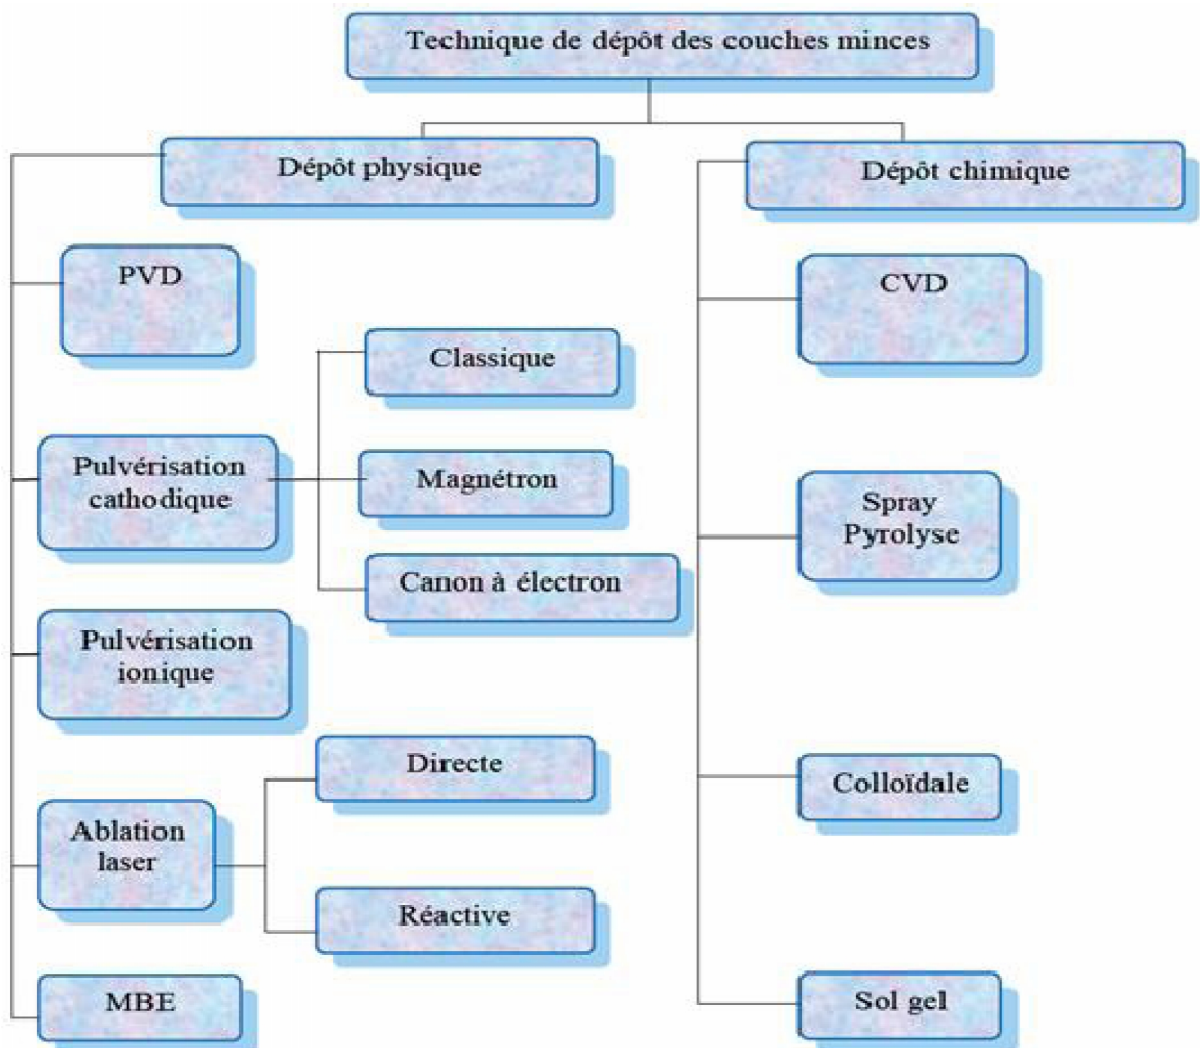 Technique de dépôt des couches minces
Dépôt physique
Dépôt chimique
PVD
CVD
Classique
Pulvérisation
cathodique
Magnétron
Spray
Pyrolyse
Canon à électron
Pulvérisation
ionique
Directe
Colloïdale
Ablation
laser
Réactive
MBE
Sol gel